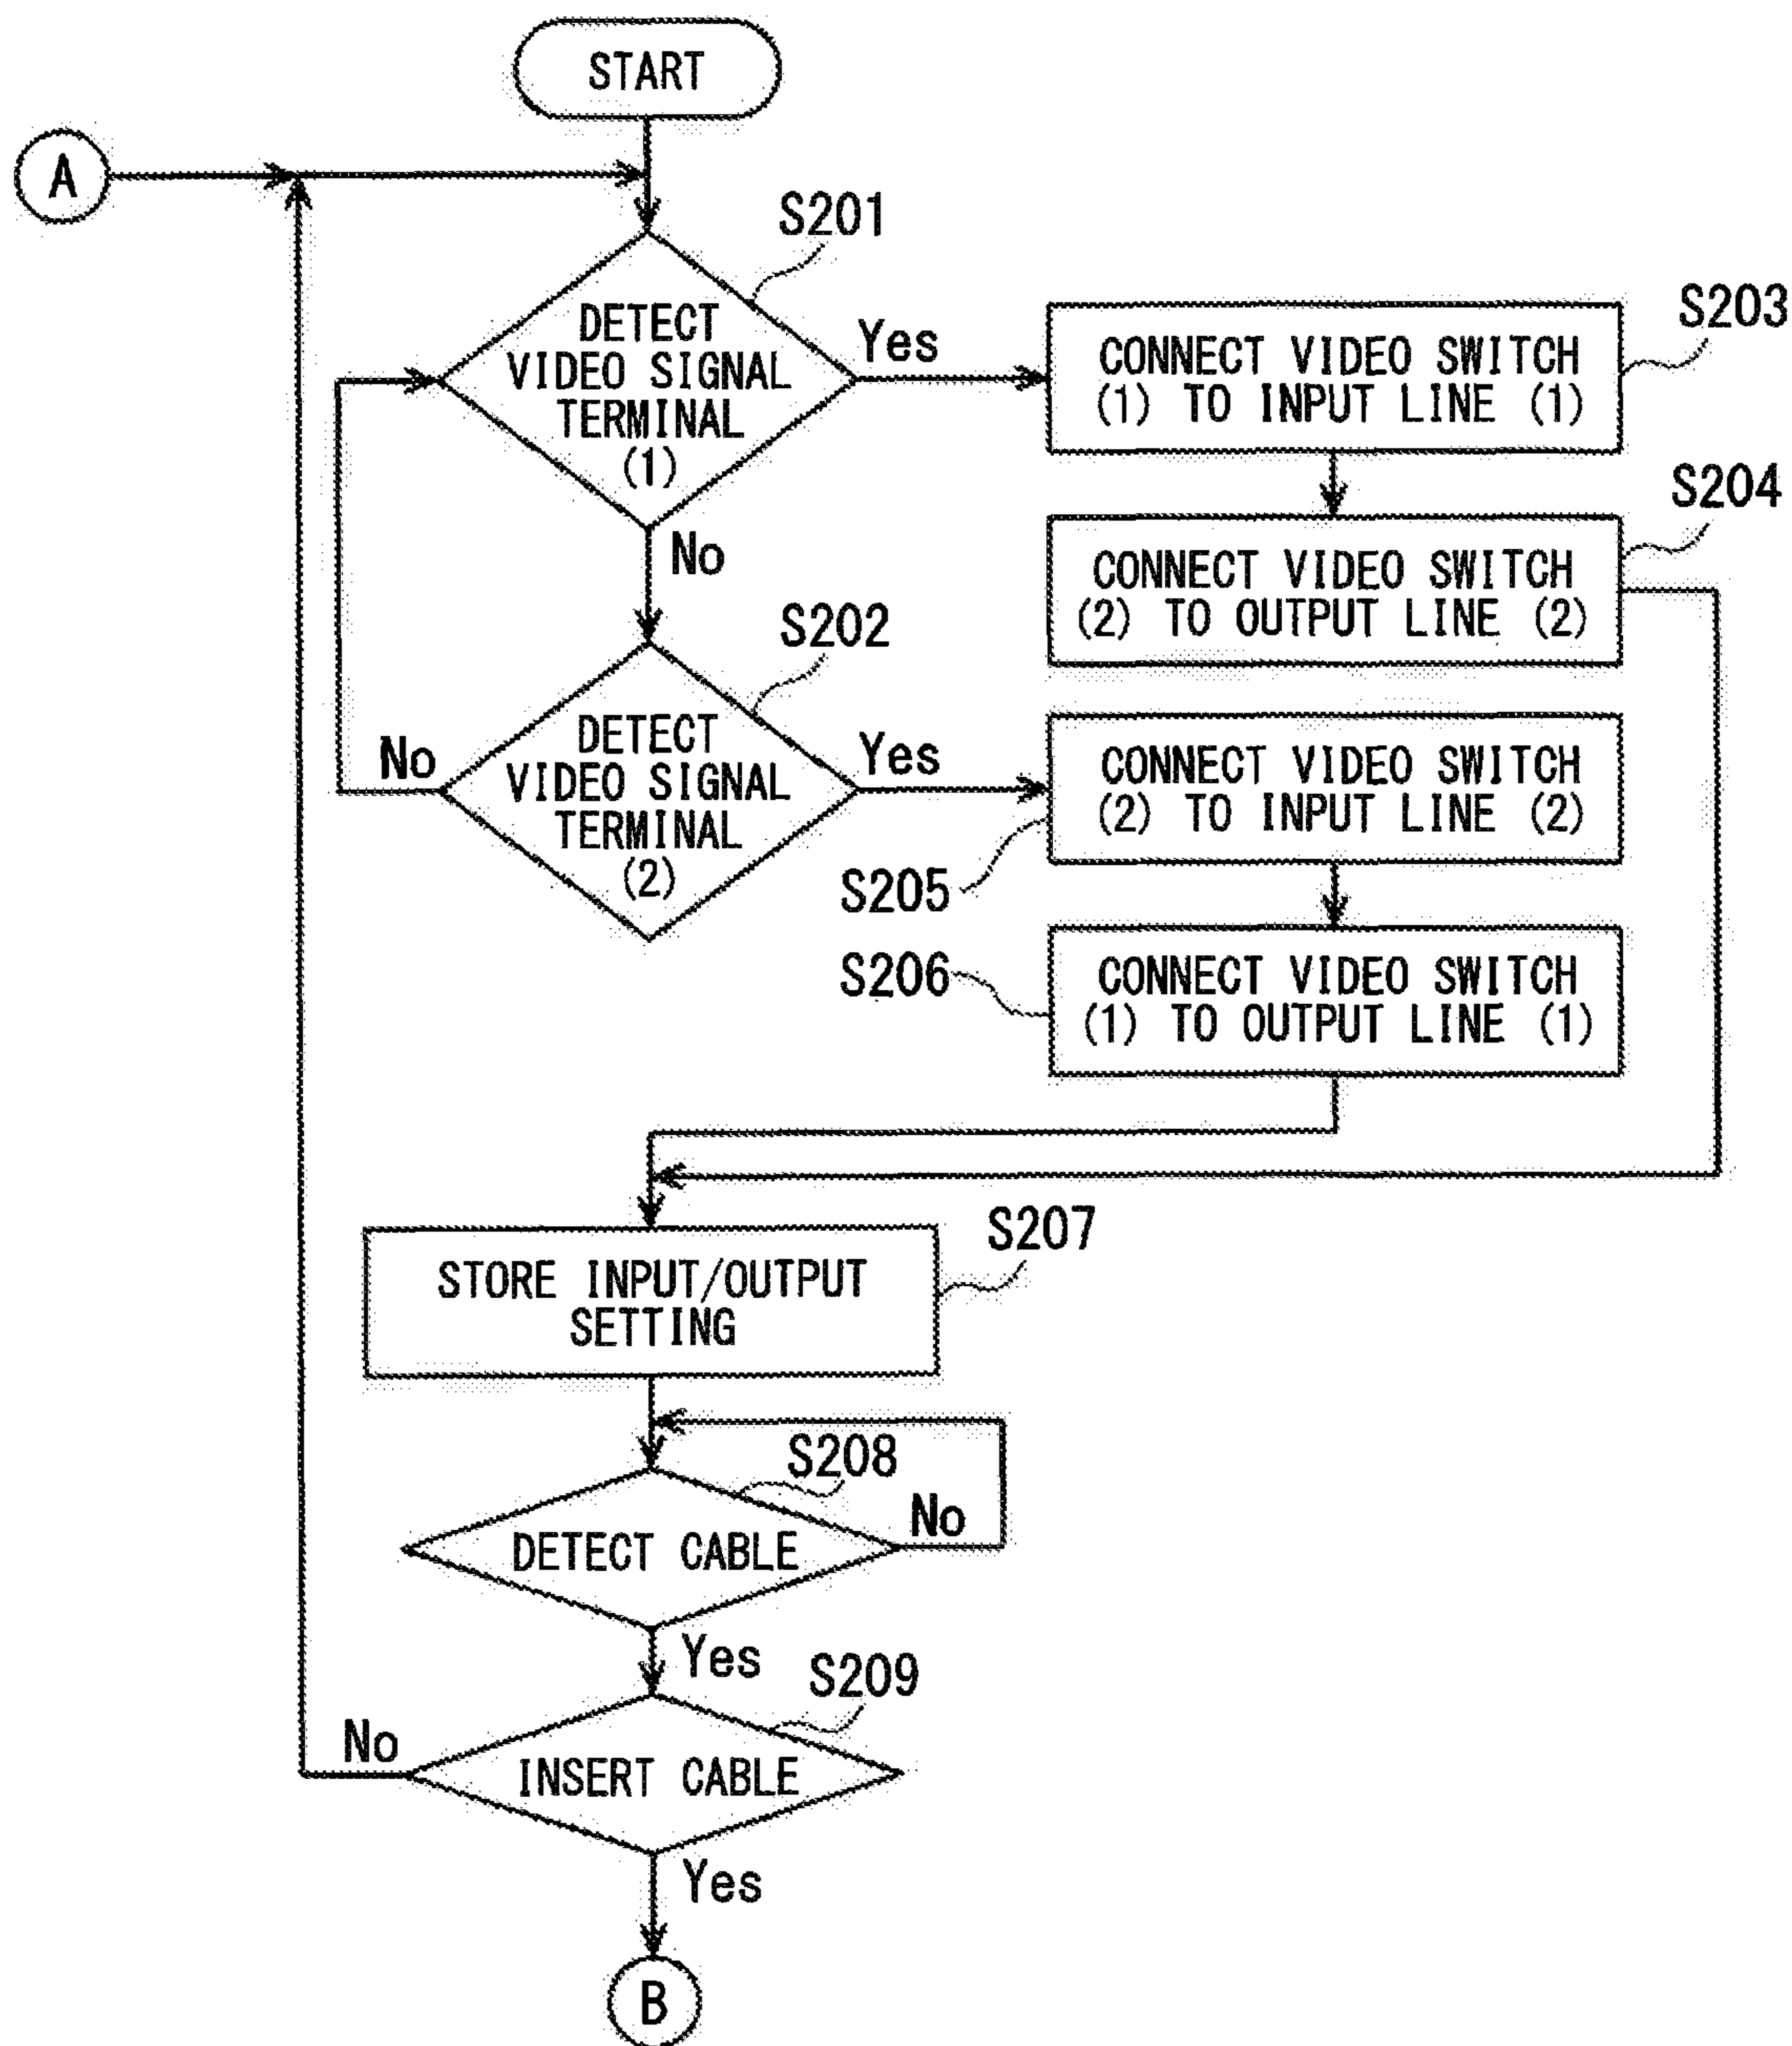 START
A
S201
DETECT
VIDEO SIGNAL
TERMINAL
(1)
Yes
S203
CONNECT VIDEO SWITCH
(1) TO INPUT LINE (1)
No
S204
CONNECT VIDEO SWITCH
(2) TO OUTPUT LINE (2)
S202
DETECT
VIDEO SIGNAL
TERMINAL
(2)
No
Yes
S205
CONNECT VIDEO SWITCH
(2) TO INPUT LINE (2)
S206
CONNECT VIDEO SWITCH
(1) TO OUTPUT LINE (1)
S207
STORE INPUT/OUTPUT
SETTING
S208
DETECT CABLE
No
Yes
S209
INSERT CABLE
No
Yes
B